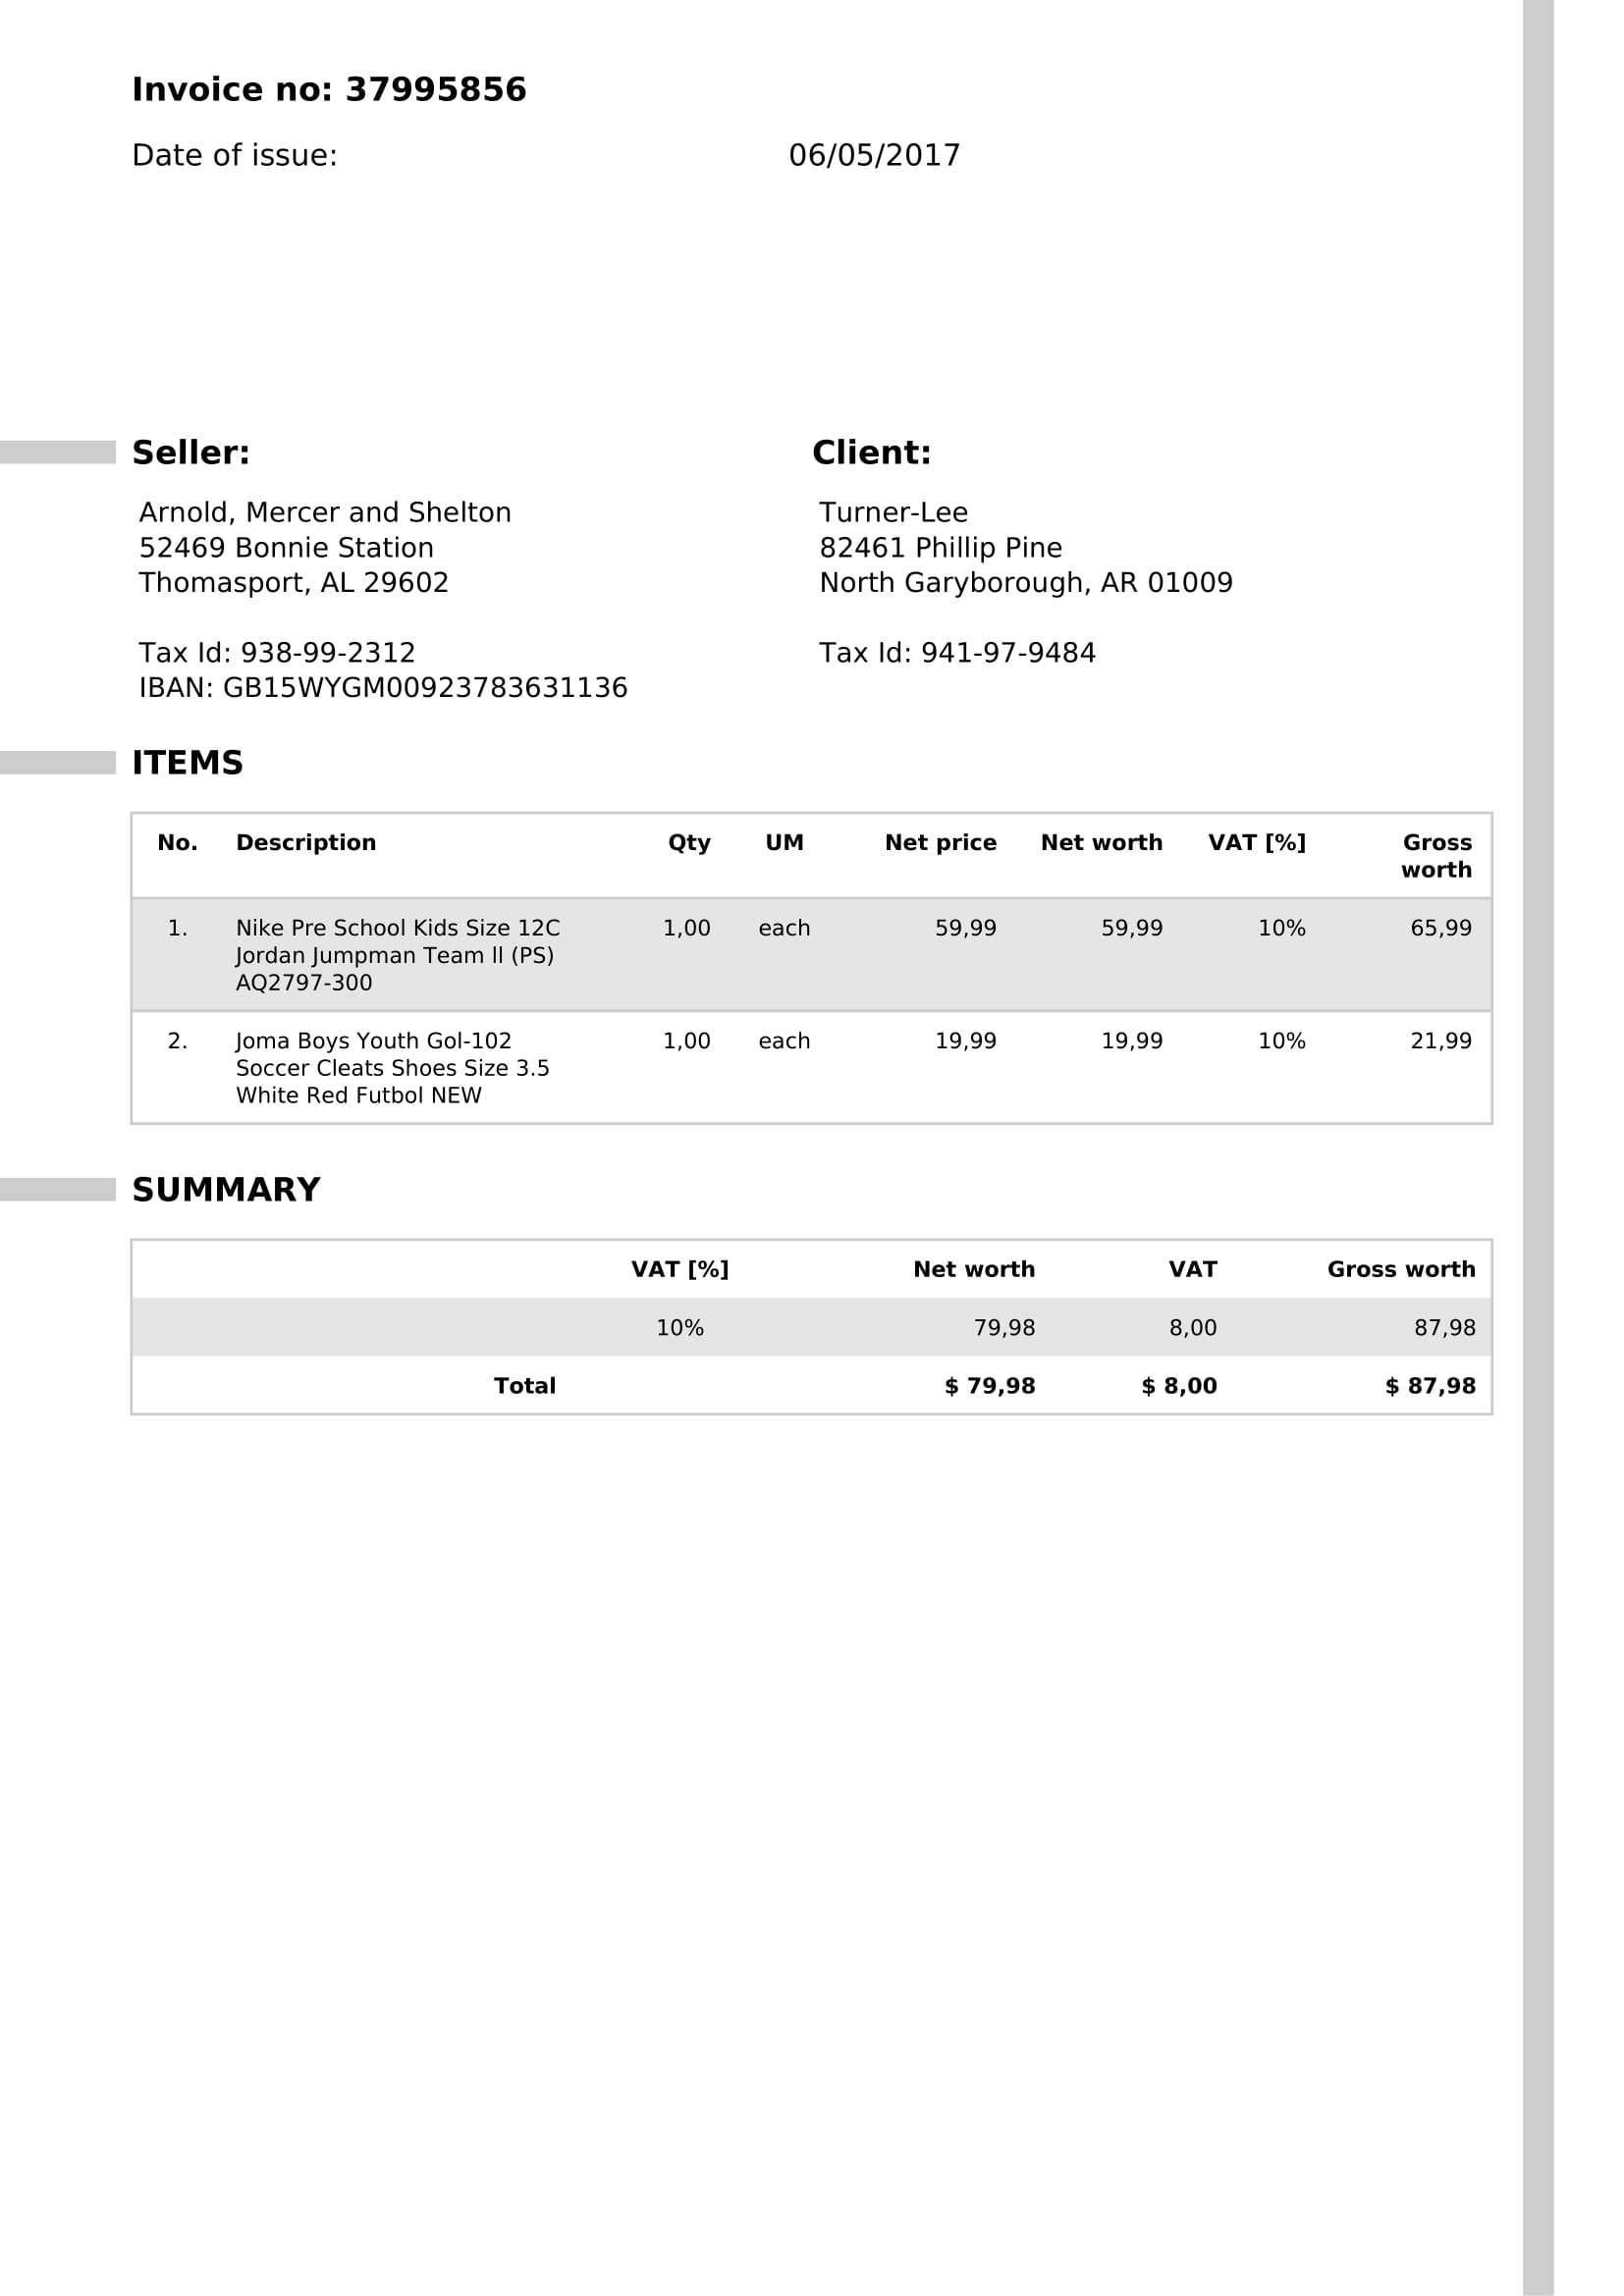 Invoice no: 37995856
Date of issue: 06/05/2017
Seller:
Arnold, Mercer and Shelton
52469 Bonnie Station
Thomasport, AL 29602
Tax Id: 938-99-2312
IBAN: GB15WYGM00923783631136
Client:
Turner-Lee
82461 Phillip Pine
North Garyborough, AR 01009
Tax Id: 941-97-9484
ITEMS
No. Description Qty UM Net price Net worth VAT [%] Gross
worth
1. Nike Pre School Kids Size 12C 1,00 each 59,99 59,99 10% 65,99
Jordan Jumpman Team ll (PS)
AQ2797-300
2. Joma Boys Youth Gol-102 1,00 each 19,99 19,99 10% 21,99
Soccer Cleats Shoes Size 3.5
White Red Futbol NEW
SUMMARY
VAT [%] Net worth VAT Gross worth
10% 79,98 8,00 87,98
Total $ 79,98 $ 8,00 $ 87,98